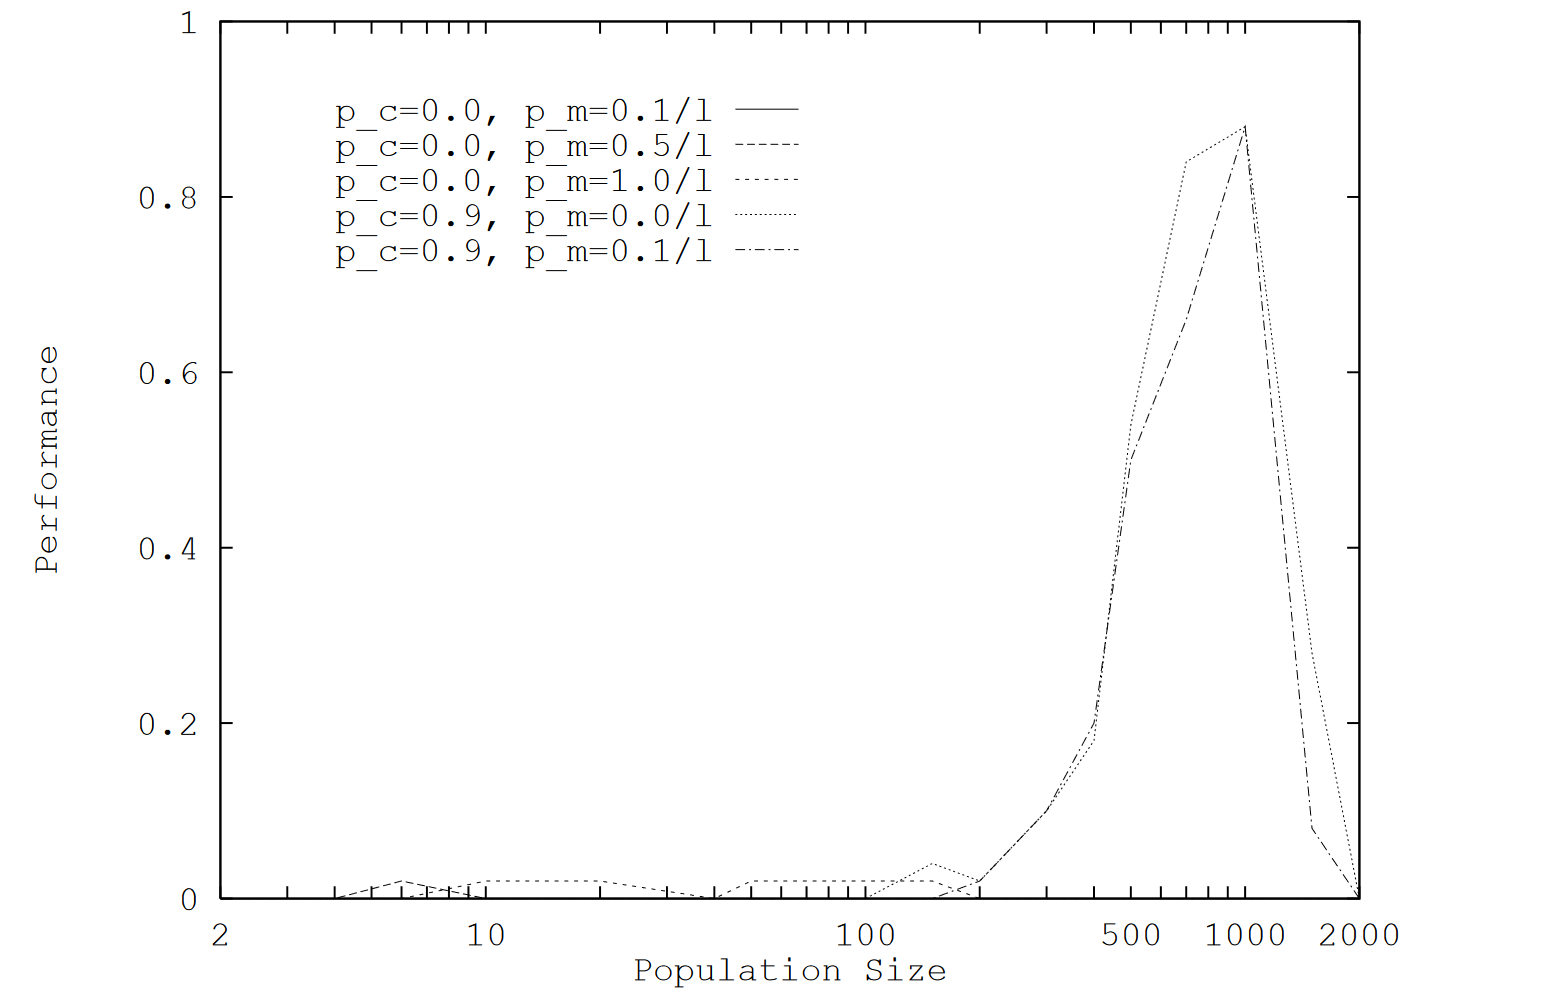 1
p_c=0.0, p_m=0.1/l
p_c=0.0, p_m=0.5/l
p_c=0.0, p_m=1.0/l
p_c=0.9, p_m=0.0/l
p_c=0.9, p_m=0.1/l
0.8
0.6
0.4
0.2
0
Performance
2 10 100 500 1000 2000
Population Size